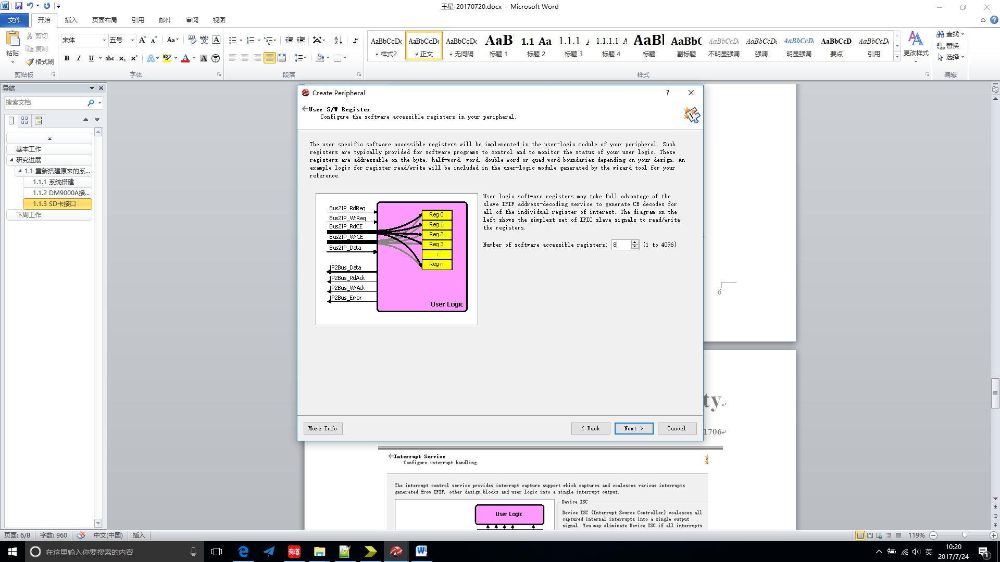 王星-20170720.docx - Microsoft Word
文件 开始 插入 页面布局 引用 邮件 审阅 视图
粘贴 剪切 复制 格式刷
宋体 五号
AaBbCcDc AaBbCcDc AaBbCcDc AaB 1.1 Aa 1.1.1 1.1.1.1 AaBl AaBbC AaBbCcD AaBbCcDc AaBbCcD AaBbCcD AaBbCcDc
样式2 正文 无间隔 标题 1 标题 2 标题 3 标题 4 标题 副标题 不明显强调 强调 明显强调 要点 引用
更改样式
查找
替换
选择
剪贴板 字体 段落 样式 编辑
导航
搜索文档
基本工作
研究进展
1.1 重新搭建原来的系...
1.1.1 系统搭建
1.1.2 DM9000A接...
1.1.3 SD卡接口
下周工作
Create Peripheral
User S/W Register
Configure the software accessible registers in your peripheral.
The user specific software accessible registers will be implemented in the user-logic module of your peripheral. Such
registers are typically provided for software programs to control and to monitor the status of your user logic. These
registers are addressable on the byte, half-word, word, double word or quad word boundaries depending on your design. An
example logic for register read/write will be included in the user-logic module generated by the wizard tool for your
reference.
Bus2IP_RdReq
Bus2IP_WrReq
Bus2IP_RdCE
Bus2IP_WrCE
Bus2IP_Data
IP2Bus_Data
IP2Bus_RdAck
IP2Bus_WrAck
IP2Bus_Error
Reg 0
Reg 1
Reg 2
Reg 3
Reg n
User Logic
User logic software registers may take full advantage of the
slave IPIF address-decoding service to generate CE decodes for
all of the individual register of interest. The diagram on the
left shows the simplest set of IPIC slave signals to read/write
the registers.
Number of software accessible registers: 8 (1 to 4096)
More Info < Back Next > Cancel
6
ty
1706
Interrupt Service
Configure interrupt handling.
The interrupt control service provides interrupt capture support which captures and coalesces various interrupts
generated from IPIF, other design blocks and user logic into a single interrupt output.
User Logic
Device ISC
Device ISC (Interrupt Source Controller) coalesces all
captured internal interrupts into a single output
signal. You may eliminate Device ISC if all interrupts
页面: 6/8 字数: 960 中文(中国) 插入 119%
在这里输入你要搜索的内容
有道
英
10:20
2017/7/24
1